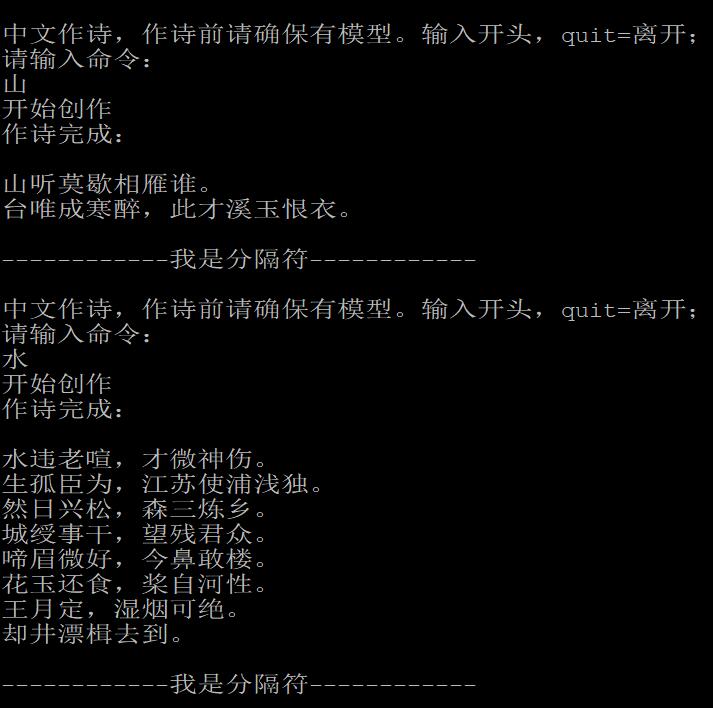 中文作诗，作诗前请确保有模型。输入开头，quit=离开；
请输入命令：
山
开始创作
作诗完成：
山听莫歇相雁谁。
台唯成寒醉，此才溪玉恨衣。
------------我是分隔符------------
中文作诗，作诗前请确保有模型。输入开头，quit=离开；
请输入命令：
水
开始创作
作诗完成：
水违老喧，才微神伤。
生孤臣为，江苏使浦浅独。
然日兴松，森三炼乡。
城绶事干，望残君众。
啼眉微好，今鼻敢楼。
花玉还食，桨自河性。
王月定，湿烟可绝。
却井漂楫去到。
------------我是分隔符------------